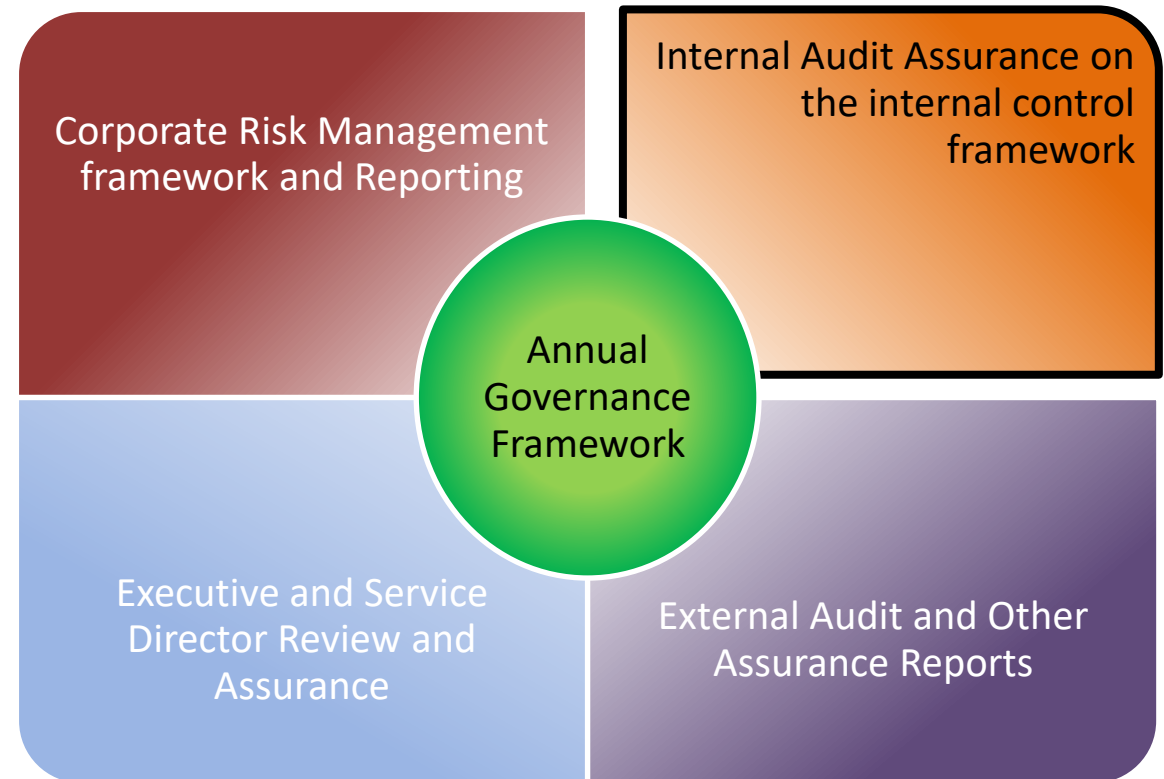 Corporate Risk Management
framework and Reporting
Internal Audit Assurance on
the internal control
framework
Annual
Governance
Framework
Executive and Service
Director Review and
Assurance
External Audit and Other
Assurance Reports